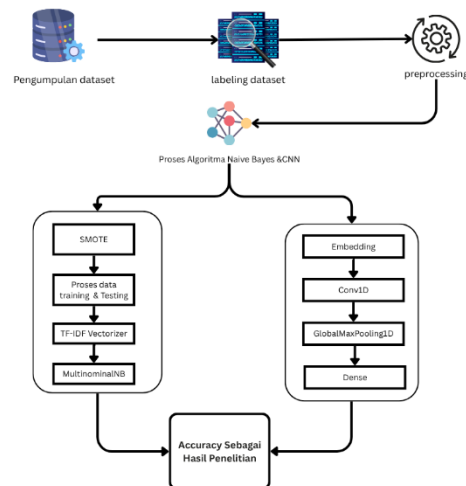 Pengumpulan dataset
labeling dataset
preprocessing
Proses Algoritma Naive Bayes &CNN
SMOTE
Proses data
training & Testing
TF-IDF Vectorizer
MultinominalNB
Embedding
Conv1D
GlobalMaxPooling1D
Dense
Accuracy Sebagai
Hasil Penelitian